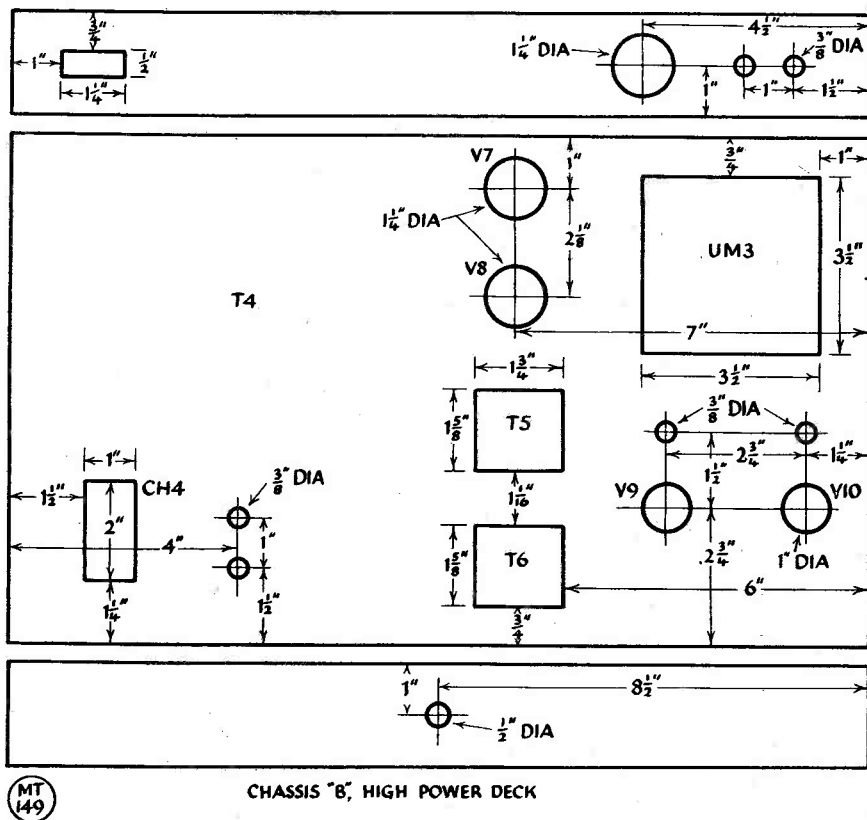 3/4"
4 1/2"
1 1/4" DIA
3/8" DIA
1"
1/2"
1 1/4"
1"
1"
1 1/2"
V7
1"
3/4"
1"
1 1/4" DIA
2 1/8"
UM3
3 1/2"
V8
T4
7"
1 3/4"
3 1/2"
3/8" DIA
1 5/8"
T5
1"
CH4
3/8" DIA
1 1/2"
2 3/4"
1 1/4"
1 1/2"
1 1/16"
V9
V10
2"
4"
1"
1 5/8"
T6
2 3/4"
1" DIA
6"
1 1/4"
1 1/2"
3/4"
1"
8 1/2"
1/2" DIA
MT
149
CHASSIS "B", HIGH POWER DECK